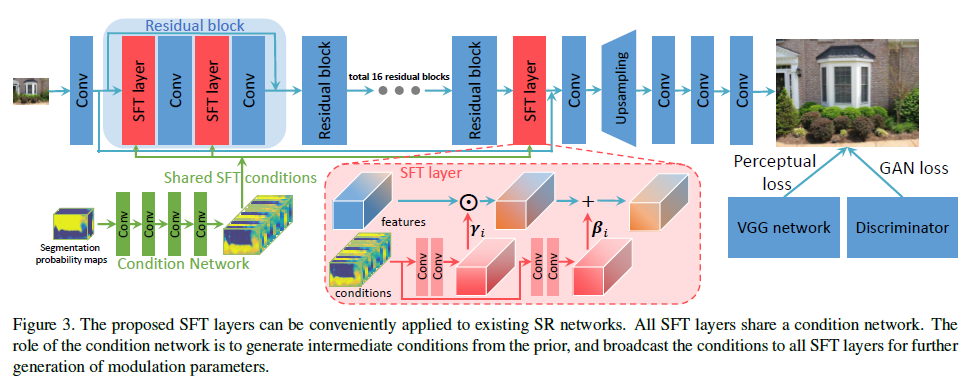 Residual block
Conv
SFT layer
Conv
SFT layer
Conv
Residual block
total 16 residual blocks
Residual block
SFT layer
Conv
Upsampling
Conv
Conv
Conv
Shared SFT conditions
Segmentation
probability maps
Conv
Conv
Conv
Conv
Condition Network
SFT layer
features
conditions
Conv
Conv
γᵢ
Conv
Conv
βᵢ
⊙
+
Perceptual
loss
GAN loss
VGG network
Discriminator
Figure 3. The proposed SFT layers can be conveniently applied to existing SR networks. All SFT layers share a condition network. The
role of the condition network is to generate intermediate conditions from the prior, and broadcast the conditions to all SFT layers for further
generation of modulation parameters.